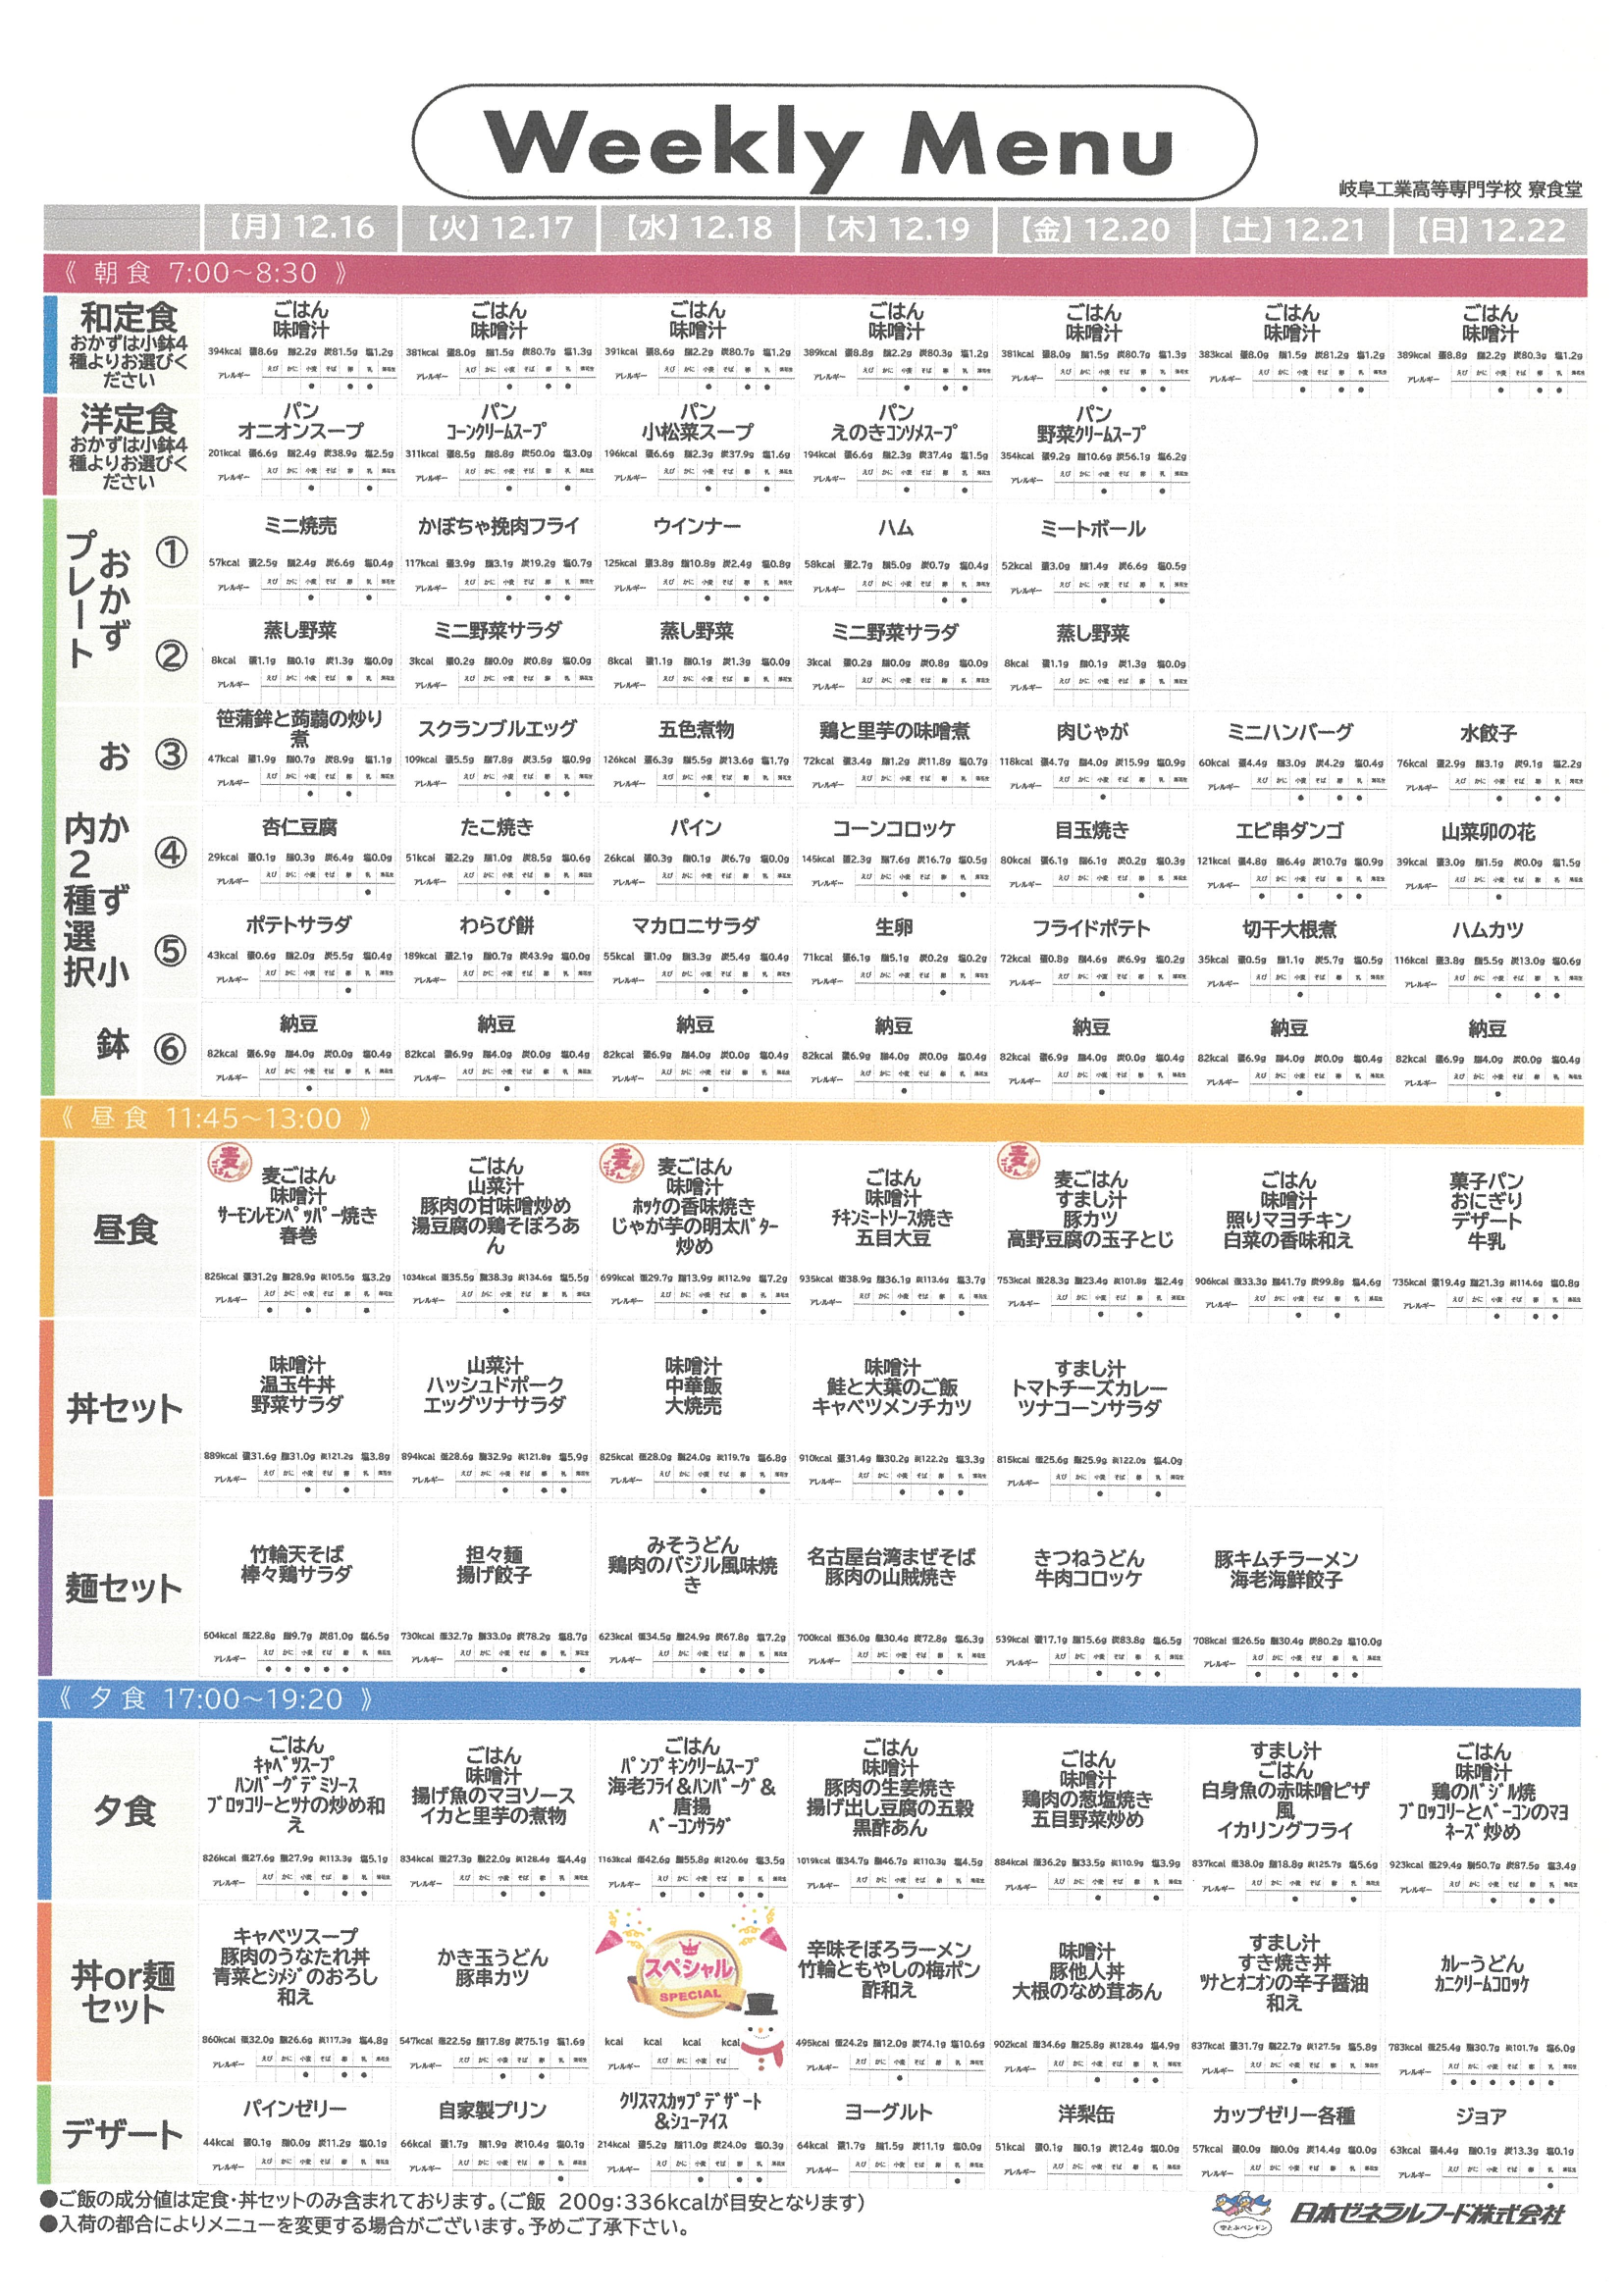 Weekly Menu
岐阜工業高等専門学校 寮食堂
【月】12.16 【火】12.17 【水】12.18 【木】12.19 【金】12.20 【土】12.21 【日】12.22
《 朝食 7:00～8:30 》
和定食
おかずは小鉢4
種よりお選びく
ださい
ごはん ごはん ごはん ごはん ごはん ごはん ごはん
味噌汁 味噌汁 味噌汁 味噌汁 味噌汁 味噌汁 味噌汁
394kcal 蛋8.6g 脂2.2g 炭81.5g 塩1.2g
381kcal 蛋8.0g 脂1.5g 炭80.7g 塩1.3g
391kcal 蛋8.6g 脂2.2g 炭80.7g 塩1.2g
389kcal 蛋8.8g 脂2.2g 炭80.3g 塩1.2g
381kcal 蛋8.0g 脂1.5g 炭80.7g 塩1.3g
383kcal 蛋8.0g 脂1.5g 炭81.2g 塩1.2g
389kcal 蛋8.8g 脂2.2g 炭80.3g 塩1.2g
アレルギー えび かに 小麦 そば 卵 乳 落花生
洋定食
おかずは小鉢4
種よりお選びく
ださい
パン パン パン パン パン
オニオンスープ ｺｰﾝｸﾘｰﾑｽｰﾌﾟ 小松菜スープ えのきｺﾝｿﾒｽｰﾌﾟ 野菜ｸﾘｰﾑｽｰﾌﾟ
201kcal 蛋6.6g 脂2.4g 炭38.9g 塩2.5g
311kcal 蛋8.5g 脂8.8g 炭50.0g 塩3.0g
196kcal 蛋6.6g 脂2.3g 炭37.9g 塩1.6g
194kcal 蛋6.6g 脂2.3g 炭37.4g 塩1.5g
354kcal 蛋9.2g 脂10.6g 炭56.1g 塩6.2g
おかず
プレート
①
ミニ焼売 かぼちゃ挽肉フライ ウインナー ハム ミートボール
57kcal 蛋2.5g 脂2.4g 炭6.6g 塩0.4g
117kcal 蛋3.9g 脂3.1g 炭19.2g 塩0.7g
125kcal 蛋3.8g 脂10.8g 炭2.4g 塩0.8g
58kcal 蛋2.7g 脂5.0g 炭0.7g 塩0.4g
52kcal 蛋3.0g 脂1.4g 炭6.6g 塩0.5g
②
蒸し野菜 ミニ野菜サラダ 蒸し野菜 ミニ野菜サラダ 蒸し野菜
8kcal 蛋1.1g 脂0.1g 炭1.3g 塩0.0g
3kcal 蛋0.2g 脂0.0g 炭0.8g 塩0.0g
8kcal 蛋1.1g 脂0.1g 炭1.3g 塩0.0g
3kcal 蛋0.2g 脂0.0g 炭0.8g 塩0.0g
8kcal 蛋1.1g 脂0.1g 炭1.3g 塩0.0g
おかず小鉢
内2種選択
③
笹蒲鉾と蒟蒻の炒り
煮
スクランブルエッグ 五色煮物 鶏と里芋の味噌煮 肉じゃが ミニハンバーグ 水餃子
47kcal 蛋1.9g 脂0.7g 炭8.9g 塩1.1g
109kcal 蛋5.5g 脂7.8g 炭3.5g 塩0.9g
126kcal 蛋6.3g 脂5.5g 炭13.6g 塩1.7g
72kcal 蛋3.4g 脂1.2g 炭11.8g 塩0.7g
118kcal 蛋4.7g 脂4.0g 炭15.9g 塩0.9g
60kcal 蛋4.4g 脂3.0g 炭4.2g 塩0.4g
76kcal 蛋2.9g 脂3.1g 炭9.1g 塩2.2g
④
杏仁豆腐 たこ焼き パイン コーンコロッケ 目玉焼き エビ串ダンゴ 山菜卯の花
29kcal 蛋0.1g 脂0.3g 炭6.4g 塩0.0g
51kcal 蛋2.2g 脂1.0g 炭8.5g 塩0.6g
26kcal 蛋0.3g 脂0.1g 炭6.7g 塩0.0g
145kcal 蛋2.3g 脂7.6g 炭16.7g 塩0.5g
80kcal 蛋6.1g 脂6.1g 炭0.2g 塩0.3g
121kcal 蛋4.8g 脂6.4g 炭10.7g 塩0.9g
39kcal 蛋3.0g 脂1.5g 炭0.0g 塩1.5g
⑤
ポテトサラダ わらび餅 マカロニサラダ 生卵 フライドポテト 切干大根煮 ハムカツ
43kcal 蛋0.6g 脂2.0g 炭5.5g 塩0.4g
189kcal 蛋2.1g 脂0.7g 炭43.9g 塩0.0g
55kcal 蛋1.0g 脂3.3g 炭5.4g 塩0.4g
71kcal 蛋6.1g 脂5.1g 炭0.2g 塩0.2g
72kcal 蛋0.8g 脂4.6g 炭6.9g 塩0.2g
35kcal 蛋0.5g 脂1.1g 炭5.7g 塩0.5g
116kcal 蛋3.8g 脂5.5g 炭13.0g 塩0.6g
⑥
納豆 納豆 納豆 納豆 納豆 納豆 納豆
82kcal 蛋6.9g 脂4.0g 炭0.0g 塩0.4g
82kcal 蛋6.9g 脂4.0g 炭0.0g 塩0.4g
82kcal 蛋6.9g 脂4.0g 炭0.0g 塩0.4g
82kcal 蛋6.9g 脂4.0g 炭0.0g 塩0.4g
82kcal 蛋6.9g 脂4.0g 炭0.0g 塩0.4g
82kcal 蛋6.9g 脂4.0g 炭0.0g 塩0.4g
82kcal 蛋6.9g 脂4.0g 炭0.0g 塩0.4g
《 昼食 11:45～13:00 》
昼食
麦ごはん
麦ごはん
味噌汁
ｻｰﾓﾝﾚﾓﾝﾍﾟｯﾊﾟｰ焼き
春巻
825kcal 蛋31.2g 脂28.9g 炭105.5g 塩3.2g
ごはん
山菜汁
豚肉の甘味噌炒め
湯豆腐の鶏そぼろあ
ん
1034kcal 蛋35.5g 脂38.3g 炭134.6g 塩5.5g
麦ごはん
麦ごはん
味噌汁
ﾎｯｹの香味焼き
じゃが芋の明太ﾊﾞﾀｰ
炒め
699kcal 蛋29.7g 脂13.9g 炭112.9g 塩7.2g
ごはん
味噌汁
ﾁｷﾝﾐｰﾄｿｰｽ焼き
五目大豆
935kcal 蛋38.9g 脂36.1g 炭113.6g 塩3.7g
麦ごはん
麦ごはん
すまし汁
豚カツ
高野豆腐の玉子とじ
753kcal 蛋28.3g 脂23.4g 炭101.8g 塩2.4g
ごはん
味噌汁
照りマヨチキン
白菜の香味和え
906kcal 蛋33.3g 脂41.7g 炭99.8g 塩4.6g
菓子パン
おにぎり
デザート
牛乳
735kcal 蛋19.4g 脂21.3g 炭114.6g 塩0.8g
丼セット
味噌汁
温玉牛丼
野菜サラダ
889kcal 蛋31.6g 脂31.0g 炭121.2g 塩3.8g
山菜汁
ハッシュドポーク
エッグツナサラダ
894kcal 蛋28.6g 脂32.9g 炭121.8g 塩5.9g
味噌汁
中華飯
大焼売
825kcal 蛋28.0g 脂24.0g 炭119.7g 塩6.8g
味噌汁
鮭と大葉のご飯
キャベツメンチカツ
910kcal 蛋31.4g 脂30.2g 炭122.2g 塩3.3g
すまし汁
トマトチーズカレー
ツナコーンサラダ
815kcal 蛋25.6g 脂25.9g 炭122.0g 塩4.0g
麺セット
竹輪天そば
棒々鶏サラダ
504kcal 蛋22.8g 脂9.7g 炭81.0g 塩6.5g
担々麺
揚げ餃子
730kcal 蛋32.7g 脂33.0g 炭78.2g 塩8.7g
みそうどん
鶏肉のバジル風味焼
き
623kcal 蛋34.5g 脂24.9g 炭67.8g 塩7.2g
名古屋台湾まぜそば
豚肉の山賊焼き
700kcal 蛋36.0g 脂30.4g 炭72.8g 塩6.3g
きつねうどん
牛肉コロッケ
539kcal 蛋17.1g 脂15.6g 炭83.8g 塩6.5g
豚キムチラーメン
海老海鮮餃子
708kcal 蛋26.5g 脂30.4g 炭80.2g 塩10.0g
《 夕食 17:00～19:20 》
夕食
ごはん
ｷｬﾍﾞﾂｽｰﾌﾟ
ﾊﾝﾊﾞｰｸﾞﾃﾞﾐｿｰｽ
ﾌﾞﾛｯｺﾘｰとﾂﾅの炒め和
え
826kcal 蛋27.6g 脂27.9g 炭113.3g 塩5.1g
ごはん
味噌汁
揚げ魚のマヨソース
イカと里芋の煮物
834kcal 蛋27.3g 脂22.0g 炭128.4g 塩4.4g
ごはん
ﾊﾟﾝﾌﾟｷﾝｸﾘｰﾑｽｰﾌﾟ
海老ﾌﾗｲ&ﾊﾝﾊﾞｰｸﾞ&
唐揚
ﾍﾞｰｺﾝｻﾗﾀﾞ
1163kcal 蛋42.6g 脂55.8g 炭120.6g 塩3.5g
ごはん
味噌汁
豚肉の生姜焼き
揚げ出し豆腐の五穀
黒酢あん
1019kcal 蛋34.7g 脂46.7g 炭110.3g 塩4.5g
ごはん
味噌汁
鶏肉の葱塩焼き
五目野菜炒め
884kcal 蛋36.2g 脂33.5g 炭110.9g 塩3.9g
すまし汁
ごはん
白身魚の赤味噌ピザ
風
イカリングフライ
837kcal 蛋38.0g 脂18.8g 炭125.7g 塩5.6g
ごはん
味噌汁
鶏のﾊﾞｼﾞﾙ焼
ﾌﾞﾛｯｺﾘｰとﾍﾞｰｺﾝのﾏﾖ
ﾈｰｽﾞ炒め
923kcal 蛋29.4g 脂50.7g 炭87.5g 塩3.4g
丼or麺
セット
キャベツスープ
豚肉のうなたれ丼
青菜とｼﾒｼﾞのおろし
和え
860kcal 蛋32.0g 脂26.6g 炭117.3g 塩4.8g
かき玉うどん
豚串カツ
547kcal 蛋22.5g 脂17.8g 炭75.1g 塩1.6g
スペシャル
SPECIAL
kcal kcal kcal kcal
辛味そぼろラーメン
竹輪ともやしの梅ポン
酢和え
495kcal 蛋24.2g 脂12.0g 炭74.1g 塩10.6g
味噌汁
豚他人丼
大根のなめ茸あん
902kcal 蛋34.6g 脂25.8g 炭128.4g 塩4.9g
すまし汁
すき焼き丼
ﾂﾅとｵﾆｵﾝの辛子醤油
和え
837kcal 蛋31.7g 脂22.7g 炭127.5g 塩5.8g
カレーうどん
ｶﾆｸﾘｰﾑｺﾛｯｹ
783kcal 蛋25.4g 脂30.7g 炭101.7g 塩6.0g
デザート
パインゼリー
44kcal 蛋0.1g 脂0.0g 炭11.2g 塩0.1g
自家製プリン
66kcal 蛋1.7g 脂1.9g 炭10.4g 塩0.1g
ｸﾘｽﾏｽｶｯﾌﾟﾃﾞｻﾞｰﾄ
&ｼｭｰｱｲｽ
214kcal 蛋5.2g 脂11.0g 炭24.0g 塩0.3g
ヨーグルト
64kcal 蛋1.7g 脂1.5g 炭11.1g 塩0.0g
洋梨缶
51kcal 蛋0.1g 脂0.1g 炭12.4g 塩0.0g
カップゼリー各種
57kcal 蛋0.0g 脂0.0g 炭14.4g 塩0.0g
ジョア
63kcal 蛋4.4g 脂0.1g 炭13.3g 塩0.1g
●ご飯の成分値は定食・丼セットのみ含まれております。(ご飯 200g:336kcalが目安となります)
●入荷の都合によりメニューを変更する場合がございます。予めご了承下さい。
空とぶペンギン
日本ゼネラルフード株式会社